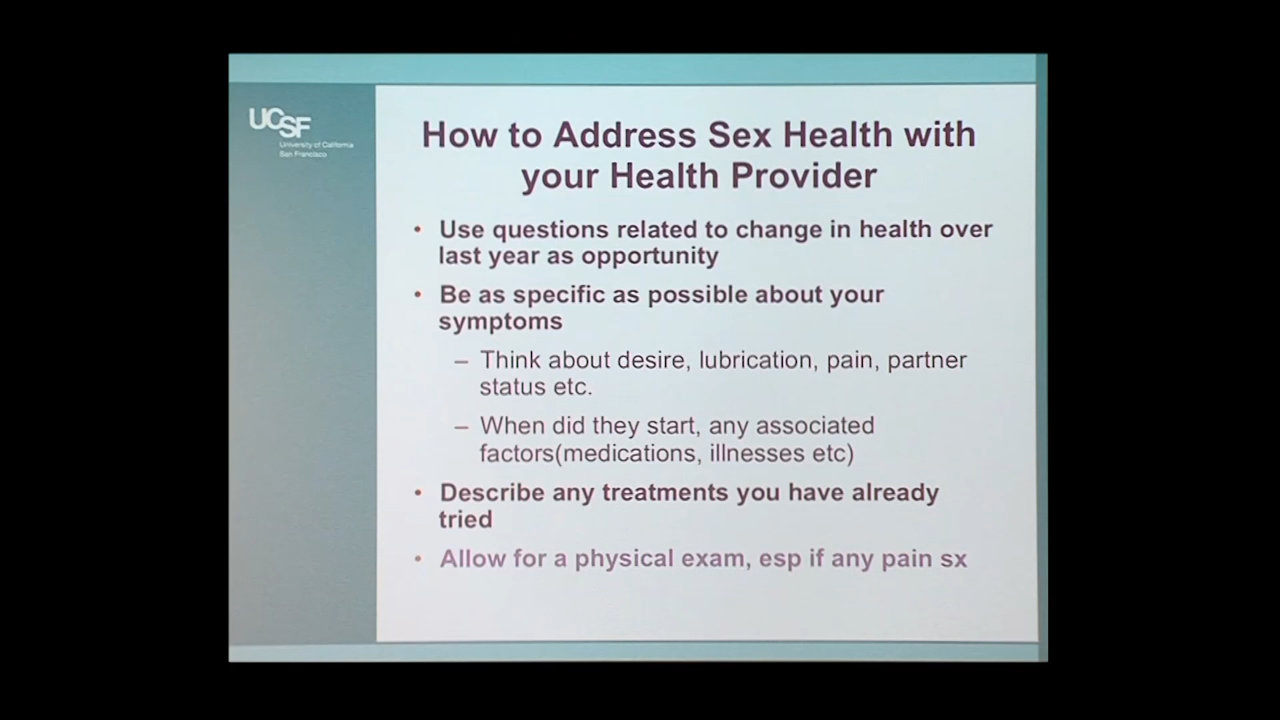 UCSF
University of California
San Francisco
How to Address Sex Health with
your Health Provider
• Use questions related to change in health over
last year as opportunity
• Be as specific as possible about your
symptoms
– Think about desire, lubrication, pain, partner
status etc.
– When did they start, any associated
factors(medications, illnesses etc)
• Describe any treatments you have already
tried
• Allow for a physical exam, esp if any pain sx